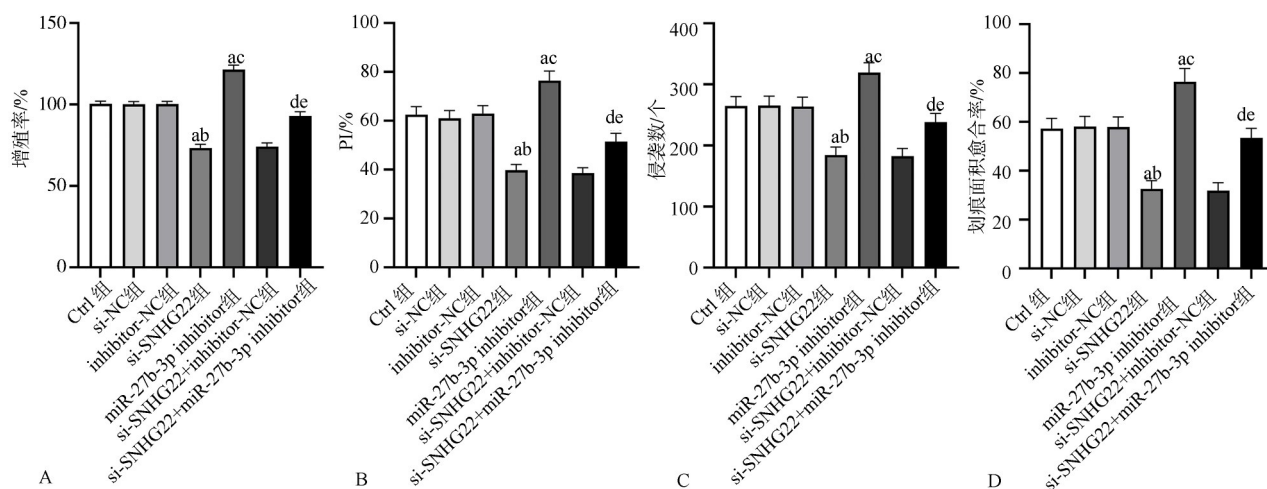 150
100
50
0
增殖率/%
ab
ac
de
Ctrl 组
si-NC组
inhibitor-NC组
si-SNHG22组
miR-27b-3p inhibitor组
si-SNHG22+inhibitor-NC组
si-SNHG22+miR-27b-3p inhibitor组
A
100
80
60
40
20
0
PI/%
ab
ac
de
Ctrl 组
si-NC组
inhibitor-NC组
si-SNHG22组
miR-27b-3p inhibitor组
si-SNHG22+inhibitor-NC组
si-SNHG22+miR-27b-3p inhibitor组
B
400
300
200
100
0
侵袭数/个
ab
ac
de
Ctrl 组
si-NC组
inhibitor-NC组
si-SNHG22组
miR-27b-3p inhibitor组
si-SNHG22+inhibitor-NC组
si-SNHG22+miR-27b-3p inhibitor组
C
100
80
60
40
20
0
划痕面积愈合率/%
ab
ac
de
Ctrl 组
si-NC组
inhibitor-NC组
si-SNHG22组
miR-27b-3p inhibitor组
si-SNHG22+inhibitor-NC组
si-SNHG22+miR-27b-3p inhibitor组
D